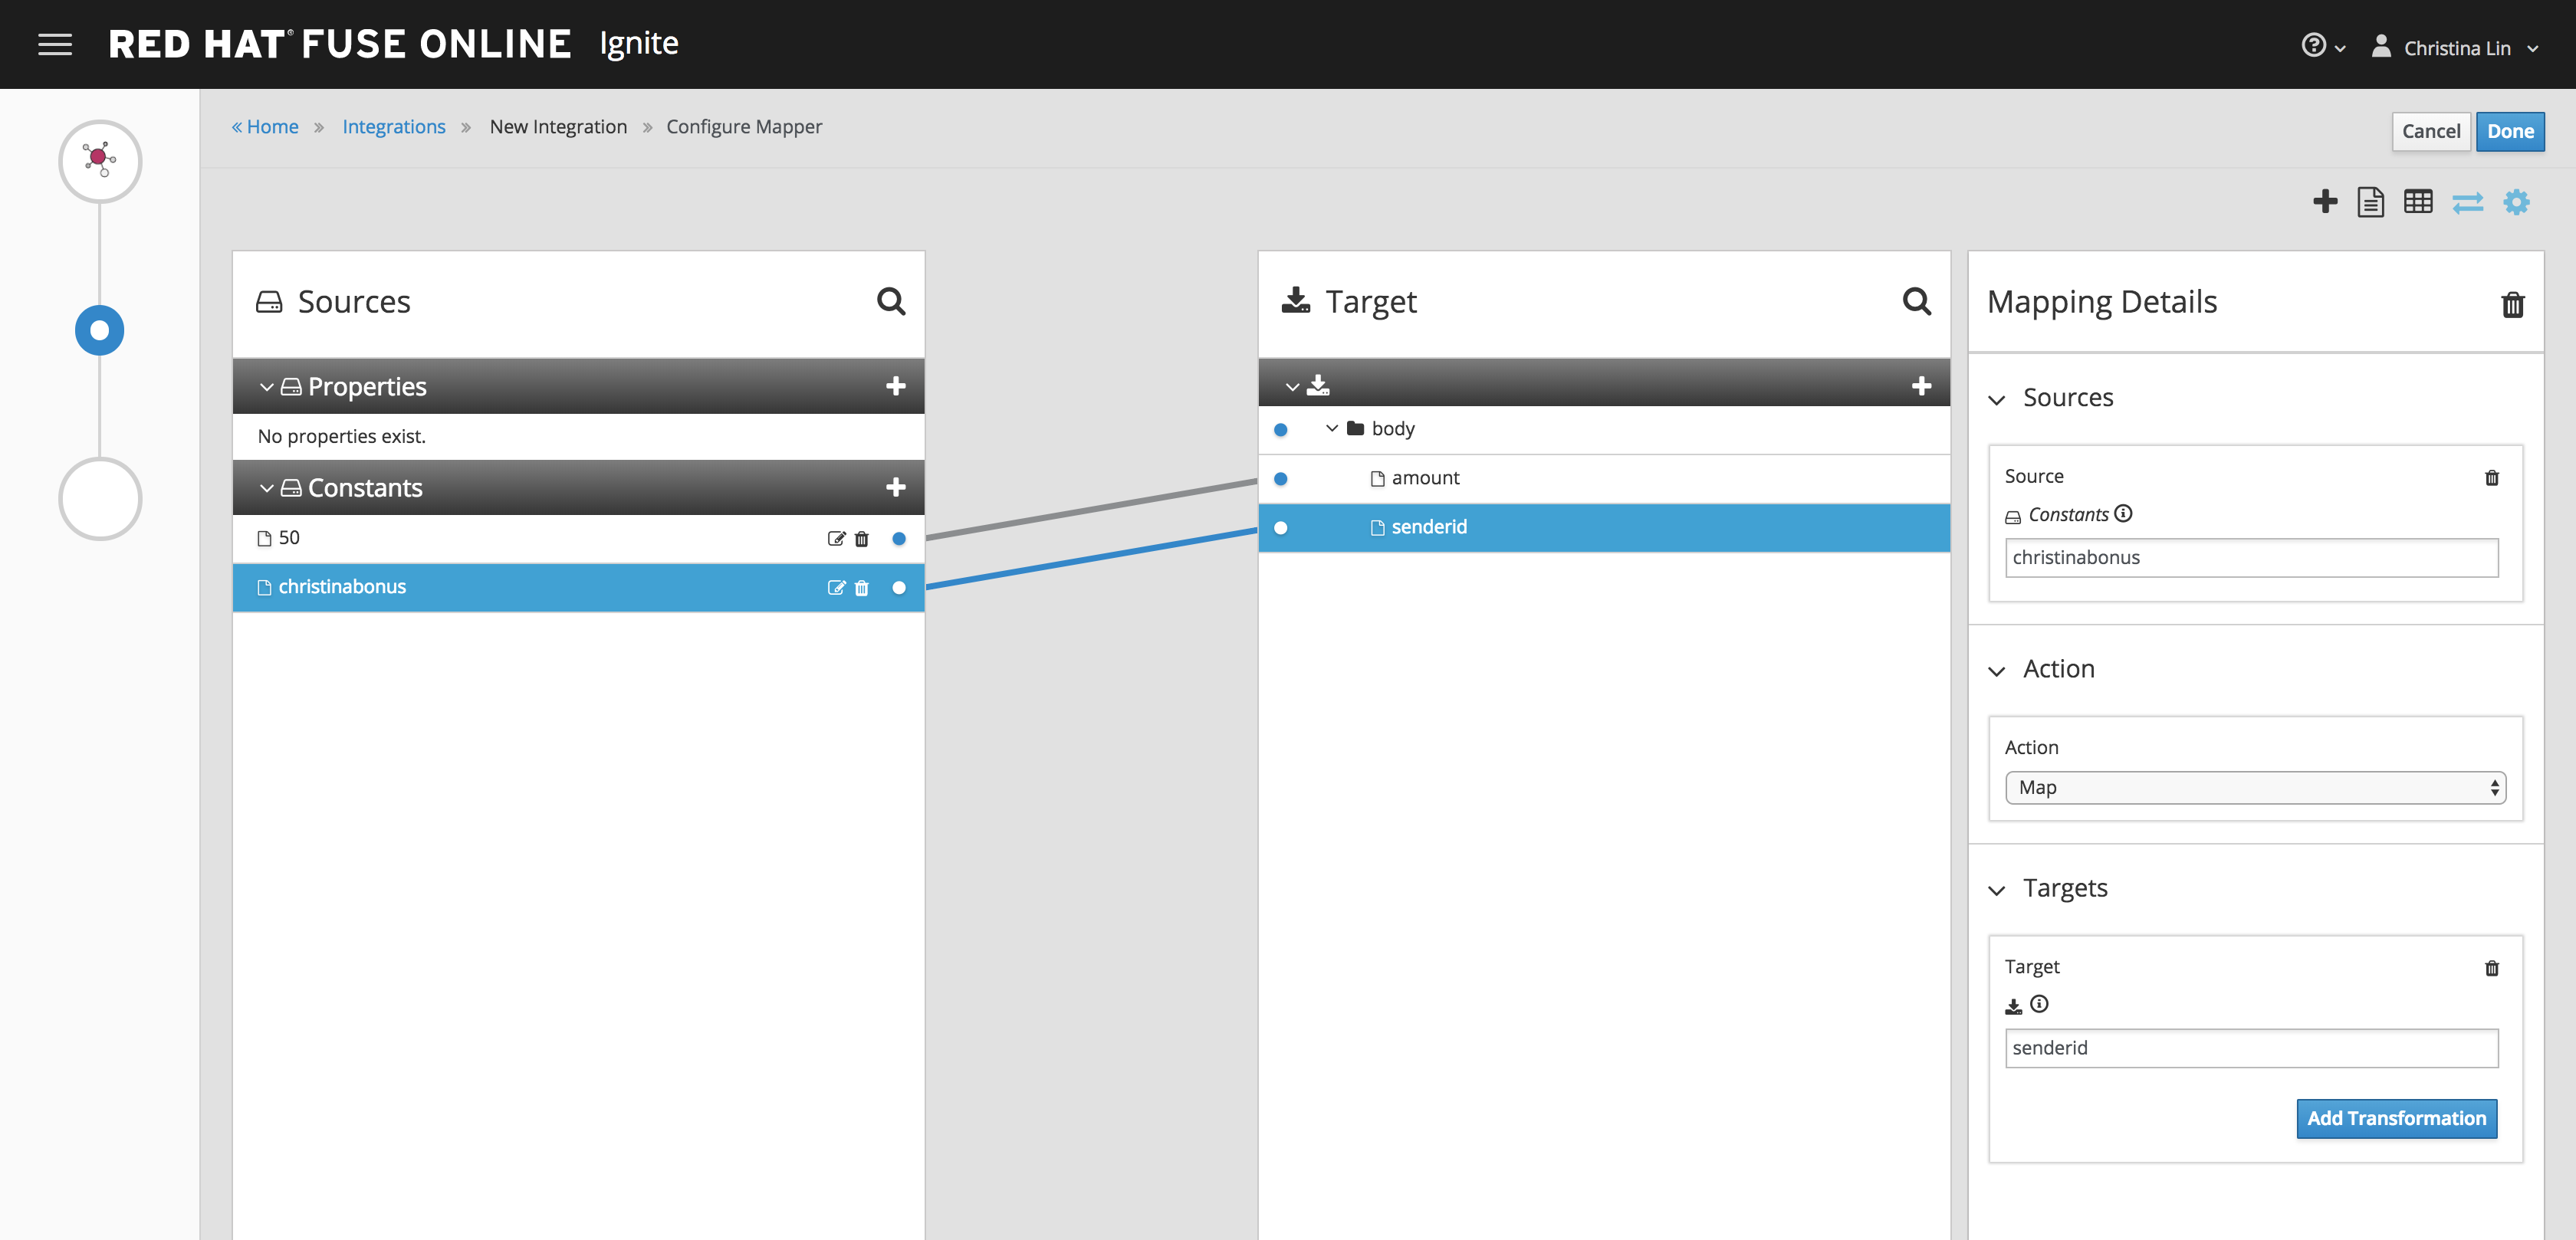 RED HAT® FUSE ONLINE Ignite
Christina Lin
« Home » Integrations » New Integration » Configure Mapper
Cancel
Done
Sources
Properties
No properties exist.
Constants
50
christinabonus
Target
body
amount
senderid
Mapping Details
Sources
Source
Constants
christinabonus
Action
Action
Map
Targets
Target
senderid
Add Transformation